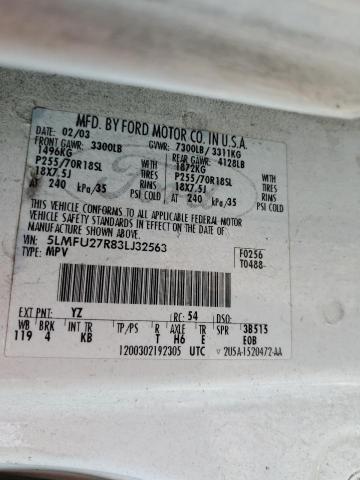 MFD. BY FORD MOTOR CO. IN U.S.A.
02/03 GVWR: 7300LB / 3311KG
FRONT GAWR: 3300LB REAR GAWR: 4128LB
1496KG WITH 1872KG WITH
P255/70R18SL TIRES P255/70R18SL TIRES
18X7.5J RIMS 18X7.5J RIMS
AT 240 kPa/35 PSI COLD AT 240 kPa/35 PSI COLD
THIS VEHICLE CONFORMS TO ALL APPLICABLE FEDERAL MOTOR
VEHICLE SAFETY STANDARDS IN EFFECT ON THE DATE OF
MANUFACTURE SHOWN ABOVE.
5LMFU27R83LJ32563
TYPE: MPV
F0256
T0488
EXT PNT: YZ RC: 54 DSO:
WB BRK INT TR TP/PS R AXLE TR 3B515
119 4 KB T H6 E E0B
1200302192305 UTC 2U5A-1520472-AA